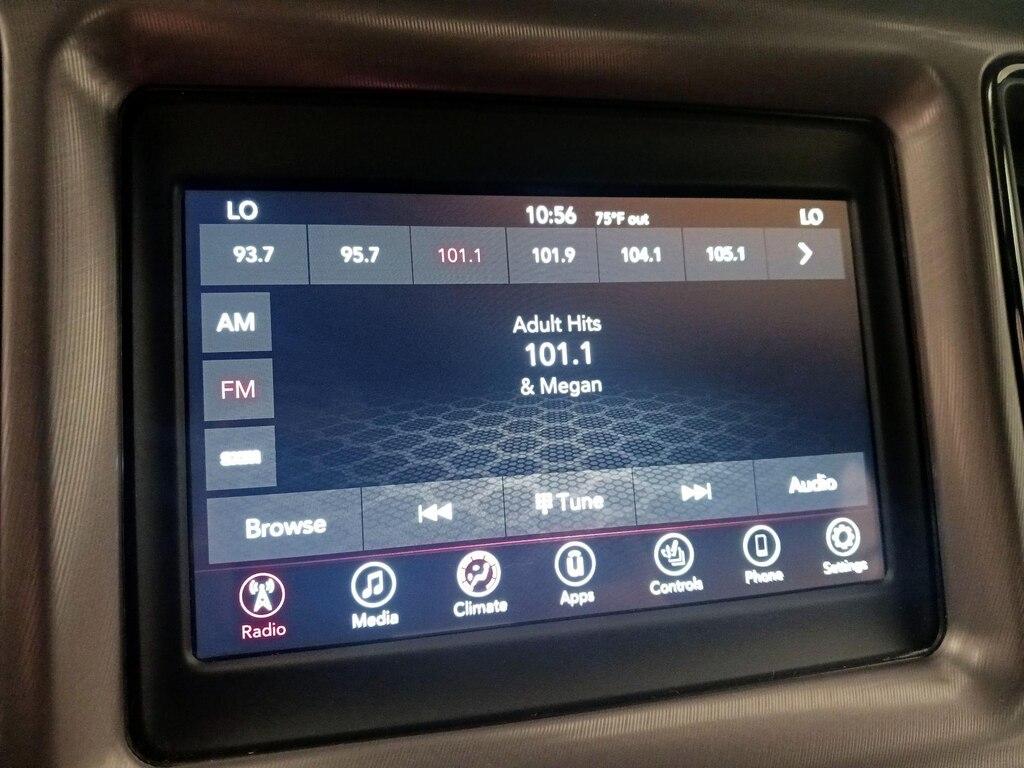 LO 10:56 75°F out LO
93.7 95.7 101.1 101.9 104.1 105.1
AM
Adult Hits
101.1
FM
& Megan
Browse Tune Audio
Radio Media Climate Apps Controls Phone Settings